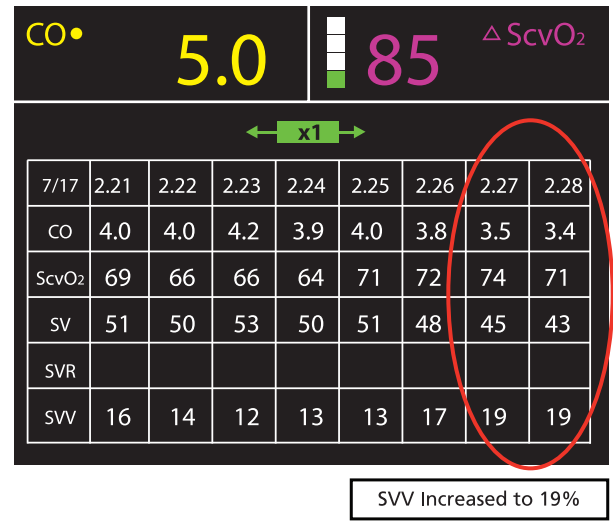 CO• 5.0 85 △ ScvO2
x1
7/17 2.21 2.22 2.23 2.24 2.25 2.26 2.27 2.28
CO 4.0 4.0 4.2 3.9 4.0 3.8 3.5 3.4
ScvO2 69 66 66 64 71 72 74 71
SV 51 50 53 50 51 48 45 43
SVR
SVV 16 14 12 13 13 17 19 19
SVV Increased to 19%